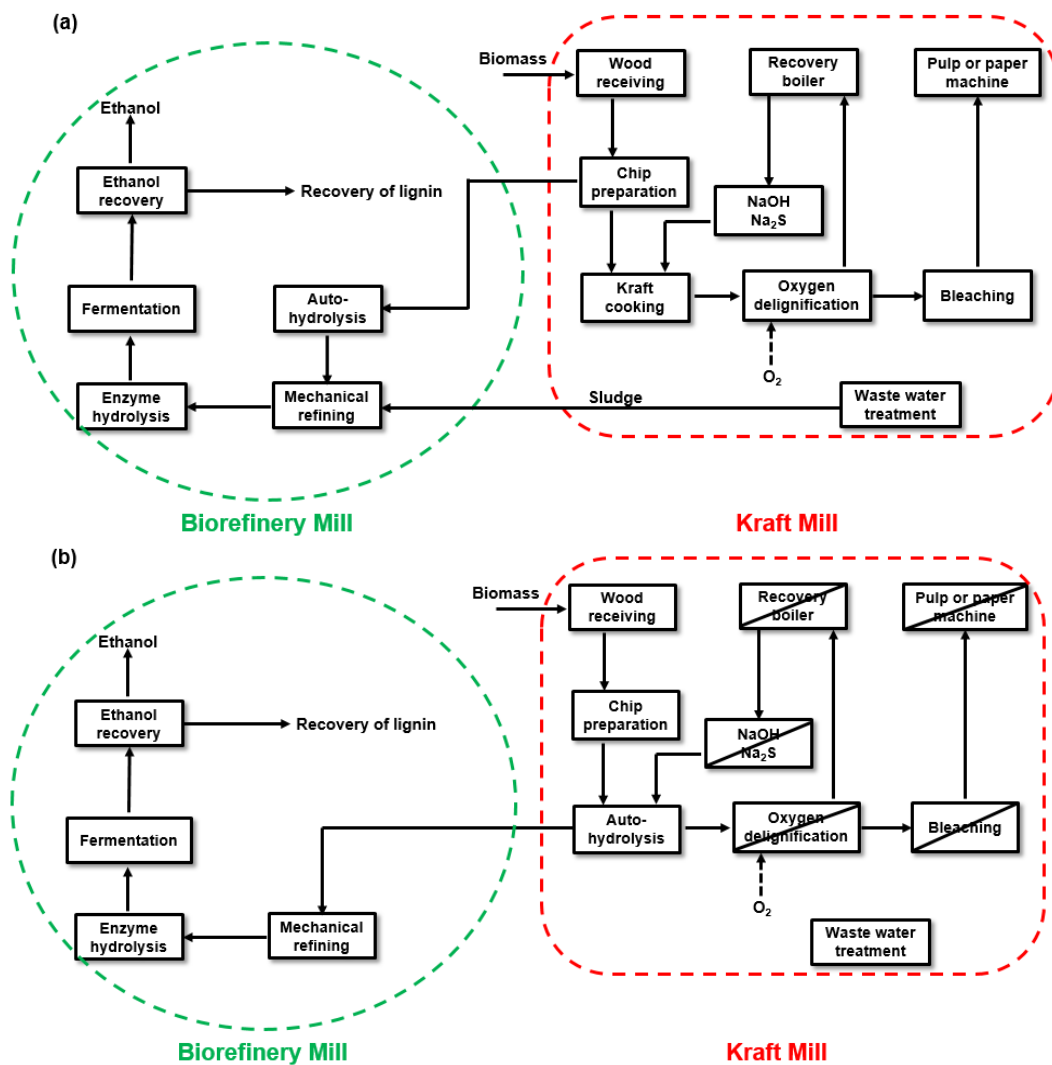 (a)
Biomass
Wood
receiving
Recovery
boiler
Pulp or paper
machine
Ethanol
Ethanol
recovery
Recovery of lignin
Chip
preparation
NaOH
Na₂S
Fermentation
Auto-
hydrolysis
Kraft
cooking
Oxygen
delignification
Bleaching
O₂
Enzyme
hydrolysis
Mechanical
refining
Sludge
Waste water
treatment
Biorefinery Mill
Kraft Mill
(b)
Biomass
Wood
receiving
Recovery
boiler
Pulp or paper
machine
Ethanol
Ethanol
recovery
Recovery of lignin
Chip
preparation
NaOH
Na₂S
Fermentation
Auto-
hydrolysis
Oxygen
delignification
Bleaching
O₂
Enzyme
hydrolysis
Mechanical
refining
Waste water
treatment
Biorefinery Mill
Kraft Mill